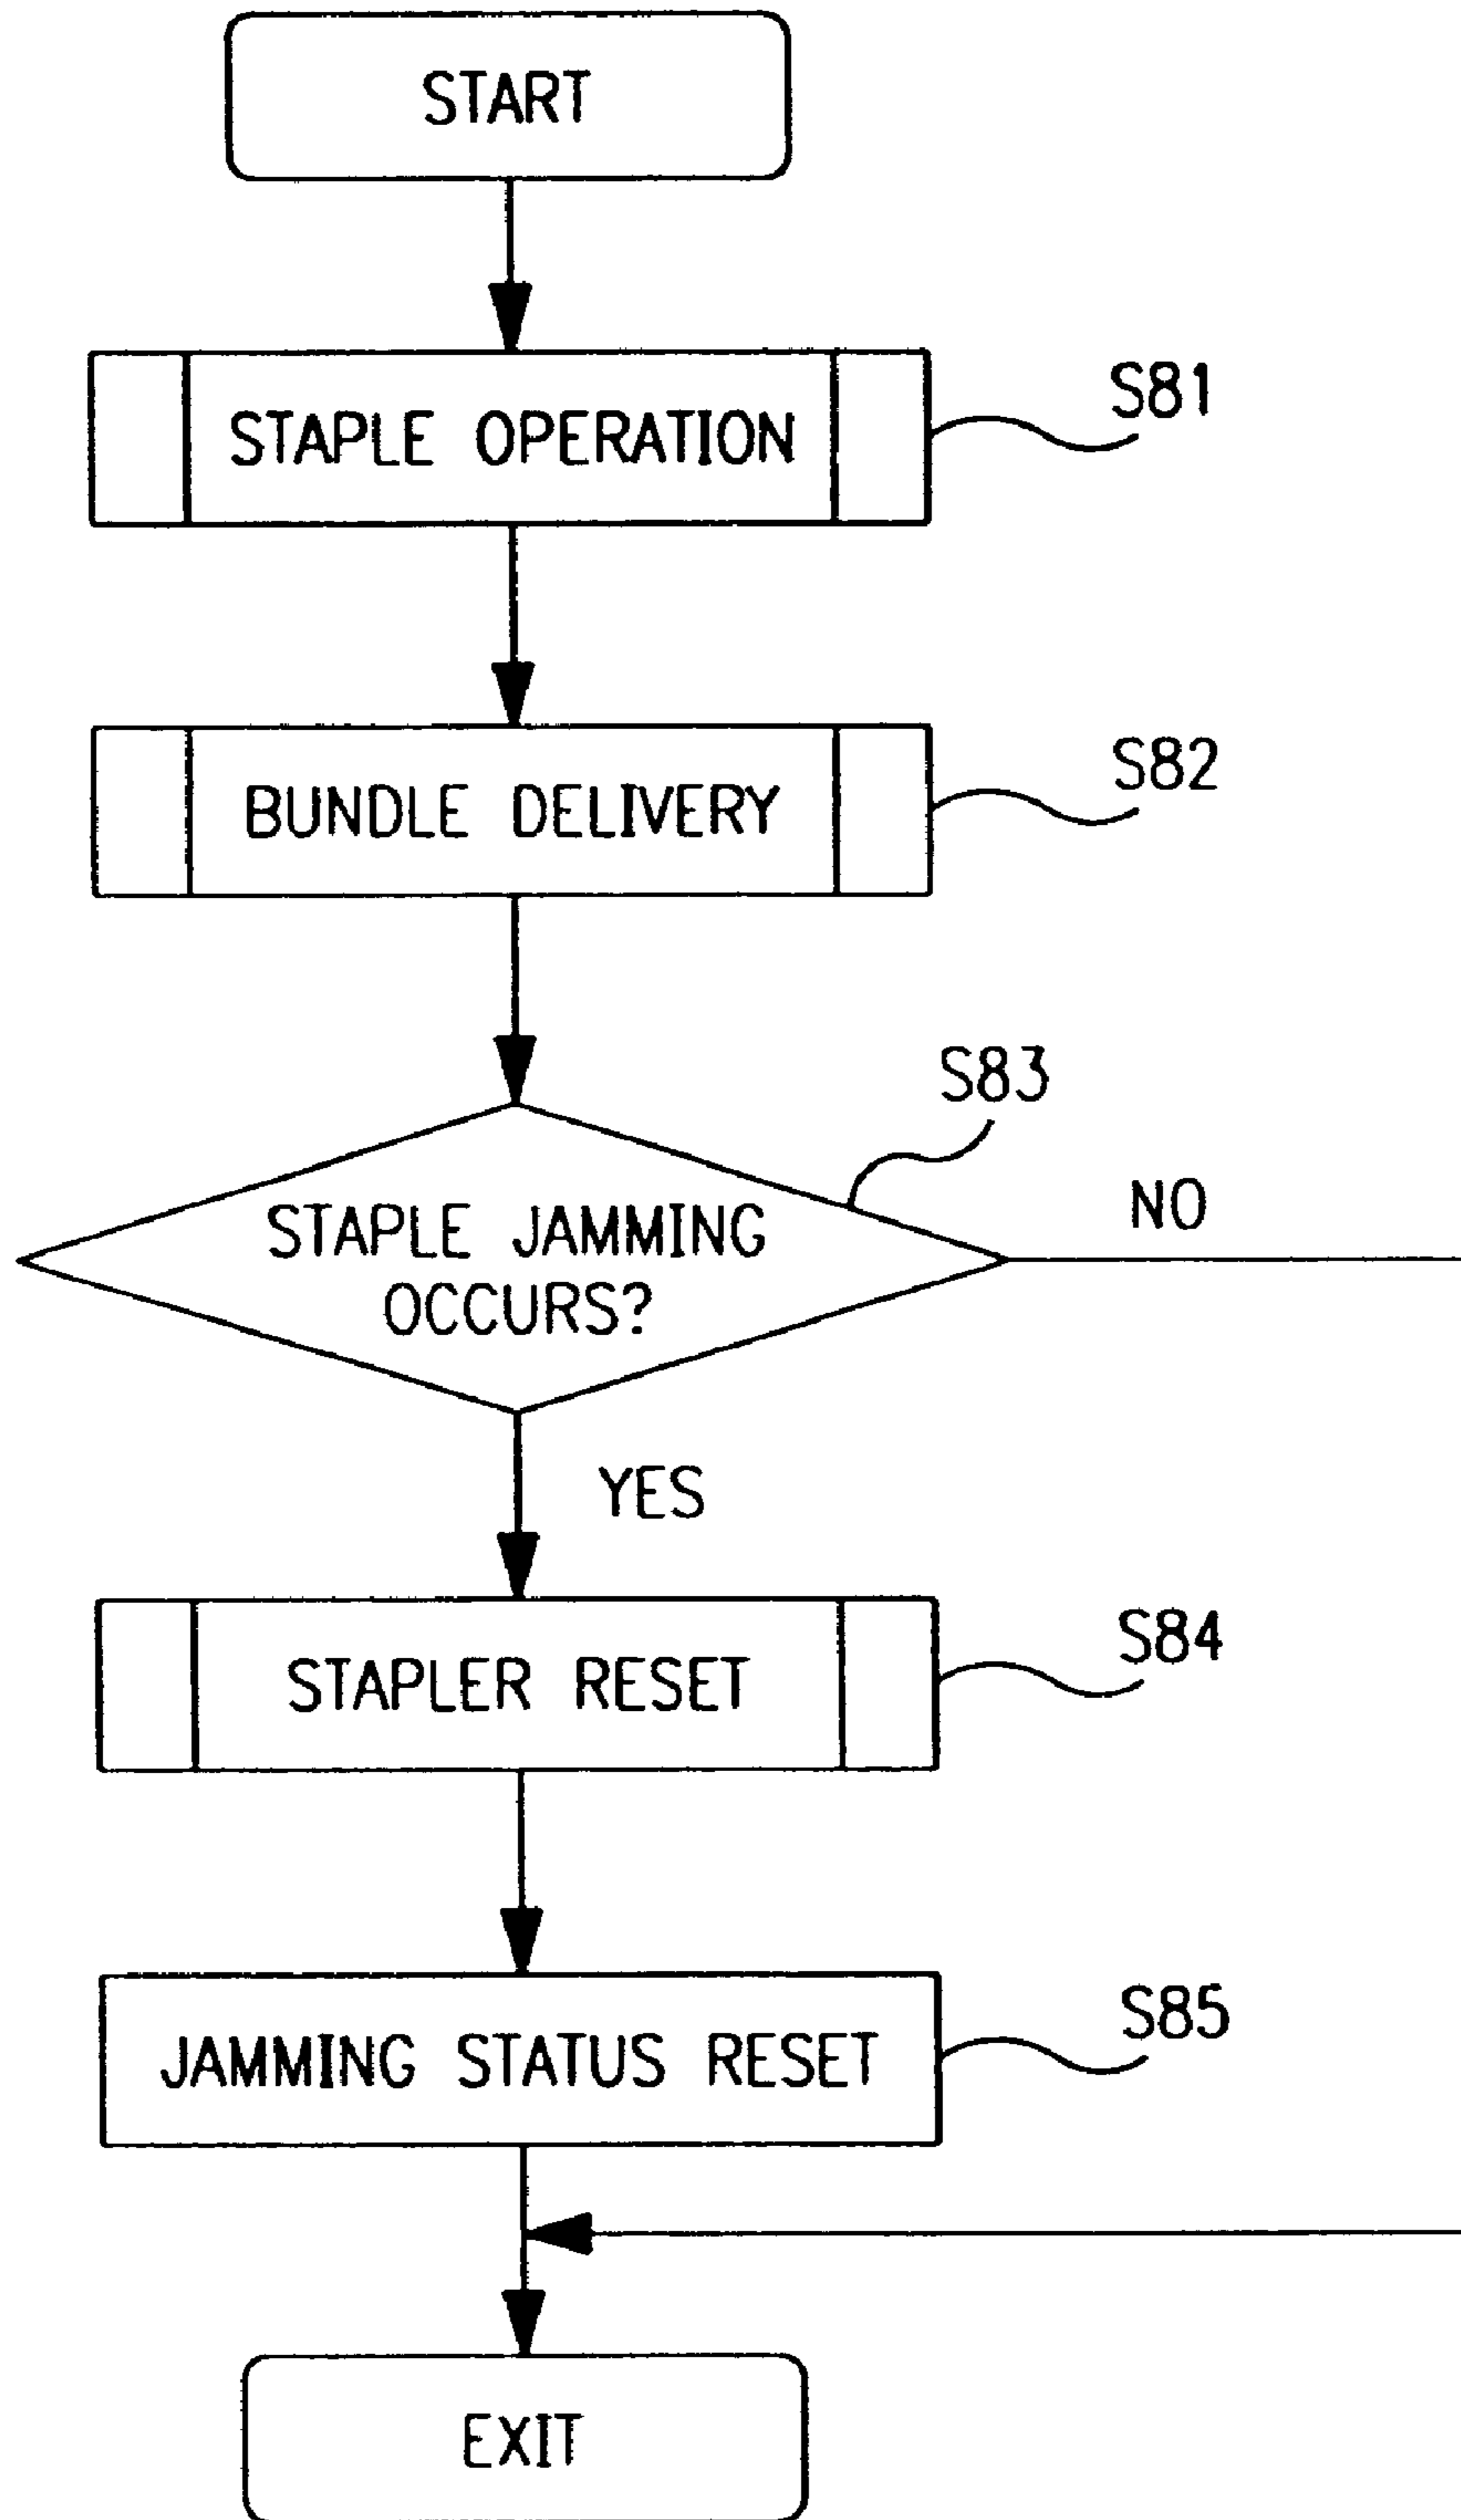 START
STAPLE OPERATION
S81
BUNDLE DELIVERY
S82
S83
STAPLE JAMMING
OCCURS?
NO
YES
STAPLER RESET
S84
JAMMING STATUS RESET
S85
EXIT